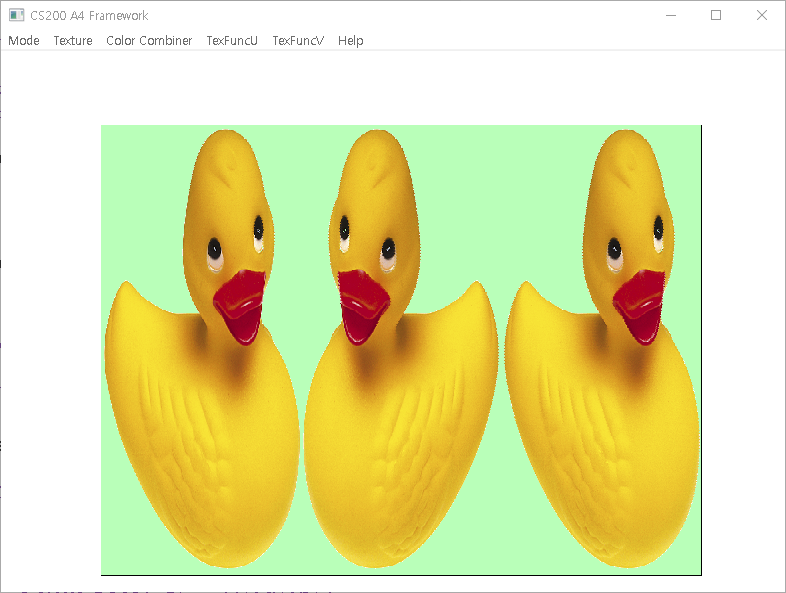 CS200 A4 Framework
Mode Texture Color Combiner TexFuncU TexFuncV Help